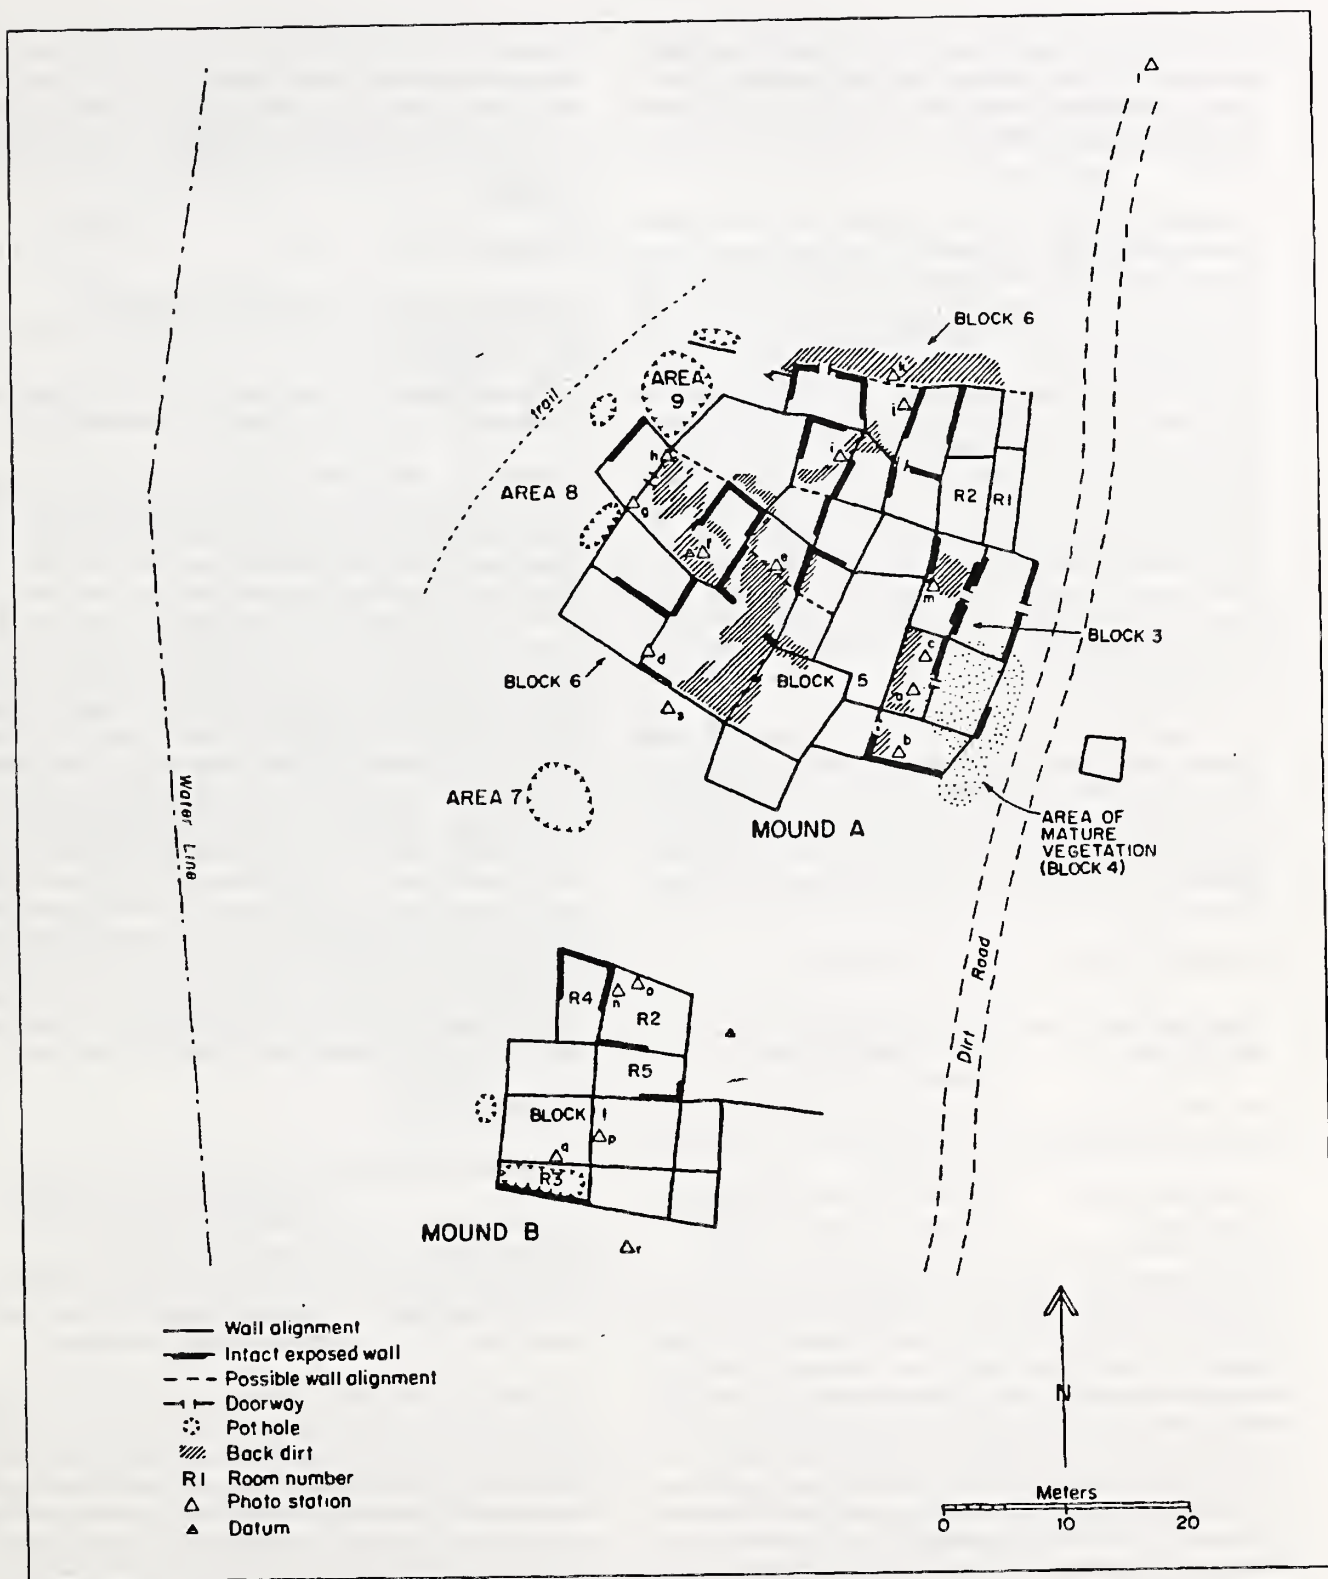 BLOCK 6
trail
AREA
9
h
k
j
i
AREA 8
g
f
e
R2
R1
m
BLOCK 3
c
d
BLOCK 6
BLOCK 5
s
b
AREA 7
MOUND A
AREA OF
MATURE
VEGETATION
(BLOCK 4)
Water Line
Dirt Road
R4
n
o
R2
R5
BLOCK 1
p
q
R3
MOUND B
r
Wall alignment
Intact exposed wall
Possible wall alignment
Doorway
Pot hole
Back dirt
R1 Room number
Photo station
Datum
N
Meters
0 10 20